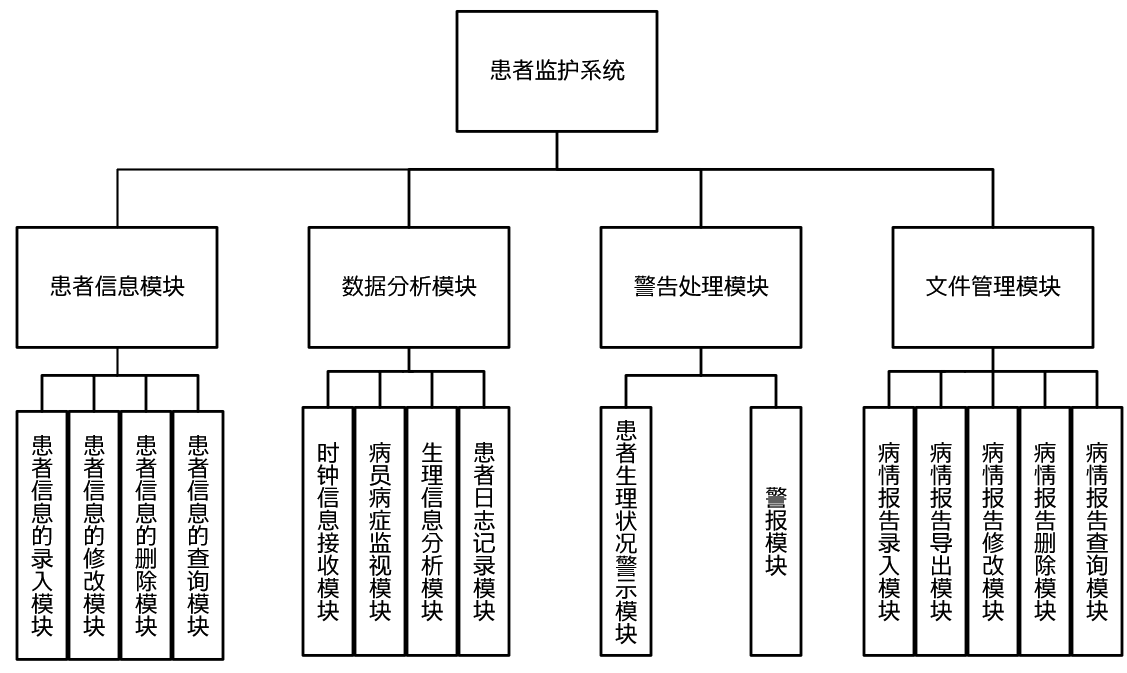 患者监护系统
患者信息模块
数据分析模块
警告处理模块
文件管理模块
患者信息的录入模块
患者信息的修改模块
患者信息的删除模块
患者信息的查询模块
时钟信息接收模块
病员病症监视模块
生理信息分析模块
患者日志记录模块
患者生理状况警示模块
警报模块
病情报告录入模块
病情报告导出模块
病情报告修改模块
病情报告删除模块
病情报告查询模块